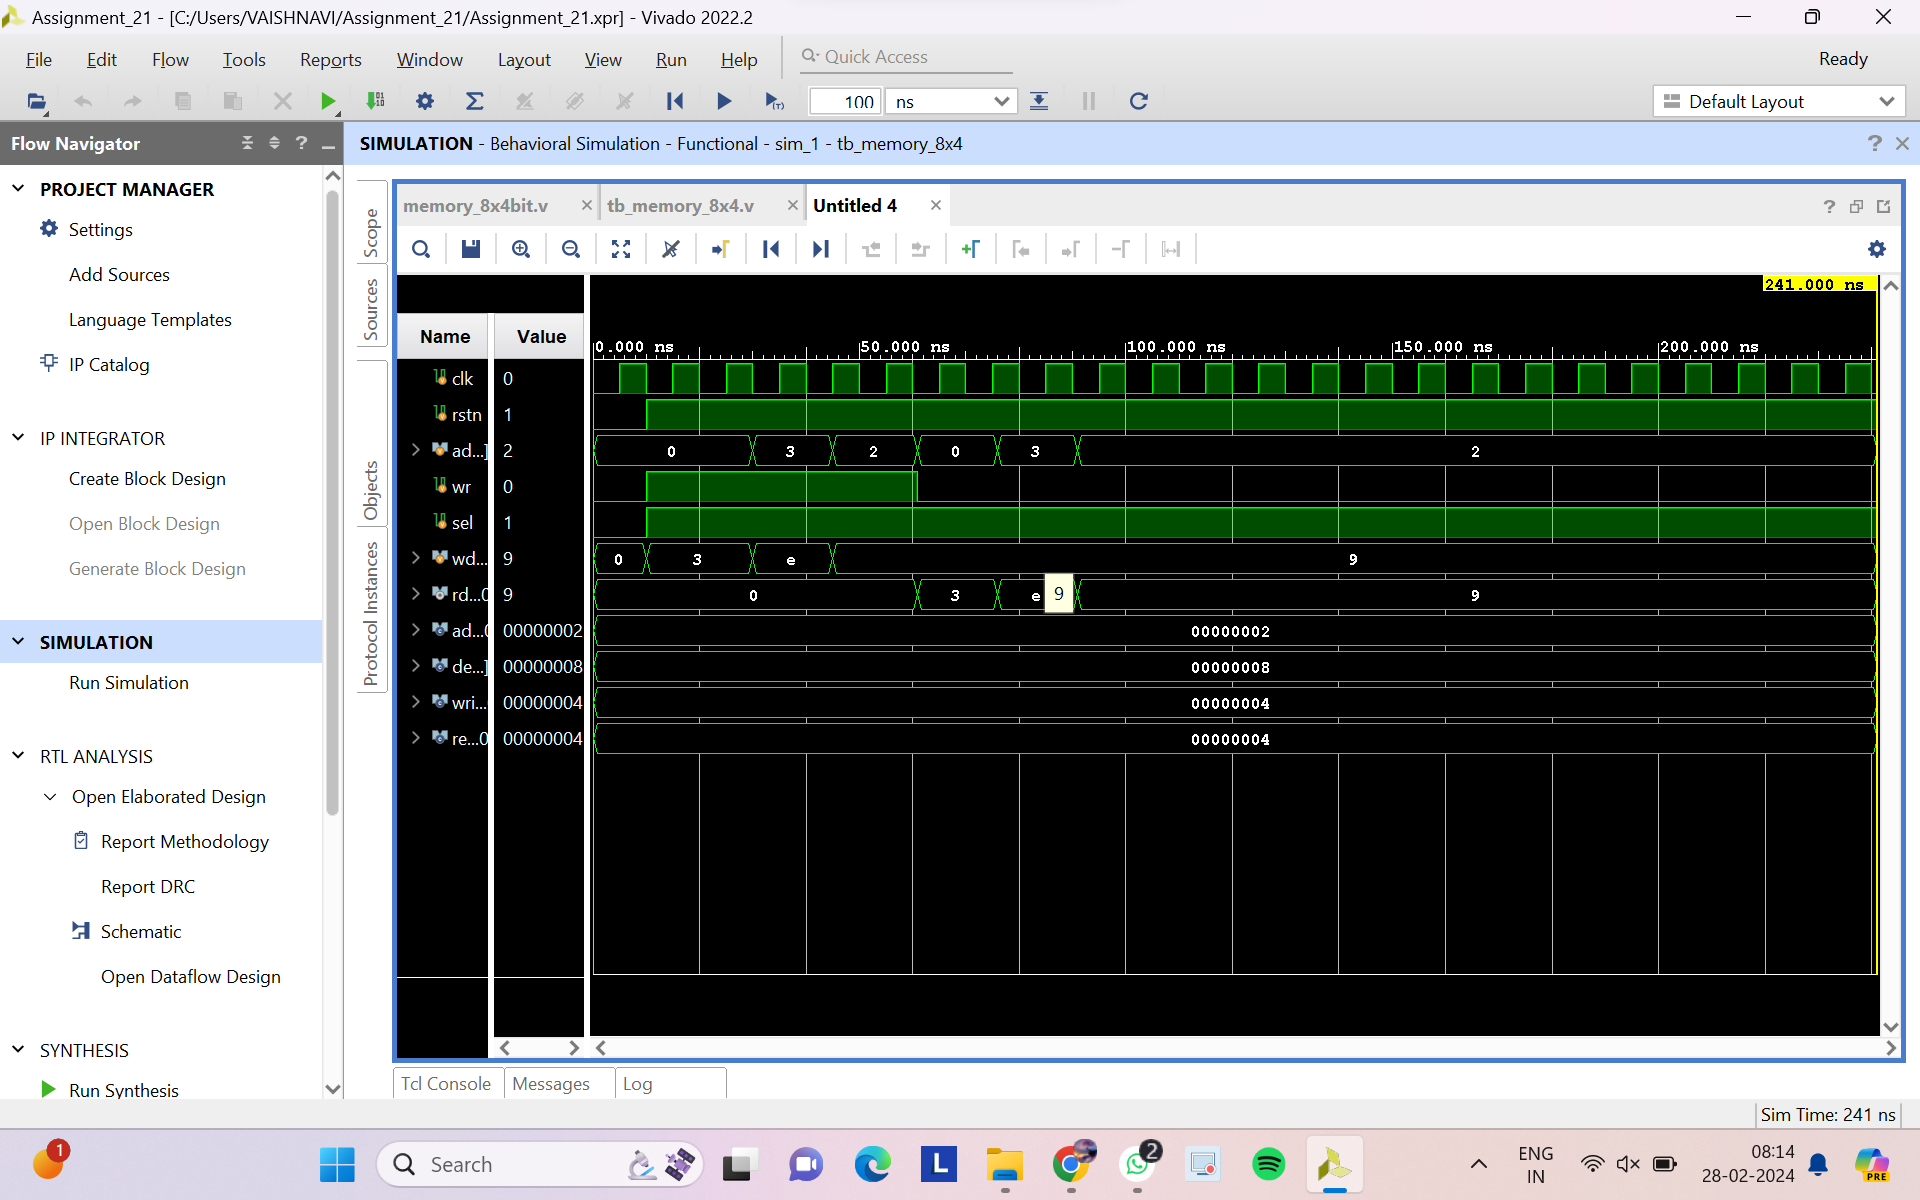 Assignment_21 - [C:/Users/VAISHNAVI/Assignment_21/Assignment_21.xpr] - Vivado 2022.2
File Edit Flow Tools Reports Window Layout View Run Help Quick Access Ready
100 ns Default Layout
Flow Navigator
SIMULATION - Behavioral Simulation - Functional - sim_1 - tb_memory_8x4
PROJECT MANAGER
Settings
Add Sources
Language Templates
IP Catalog
IP INTEGRATOR
Create Block Design
Open Block Design
Generate Block Design
SIMULATION
Run Simulation
RTL ANALYSIS
Open Elaborated Design
Report Methodology
Report DRC
Schematic
Open Dataflow Design
SYNTHESIS
Run Synthesis
Scope
Sources
Objects
Protocol Instances
memory_8x4bit.v tb_memory_8x4.v Untitled 4
241.000 ns
Name Value 0.000 ns 50.000 ns 100.000 ns 150.000 ns 200.000 ns
clk 0
rstn 1
ad...] 2 0 3 2 0 3 2
wr 0
sel 1
wd... 9 0 3 e 9
rd...0 9 0 3 e 9 9
ad...0 00000002 00000002
de...] 00000008 00000008
wri... 00000004 00000004
re...0 00000004 00000004
Tcl Console Messages Log
Sim Time: 241 ns
1 Search L 2 ENG IN 08:14 28-02-2024 PRE